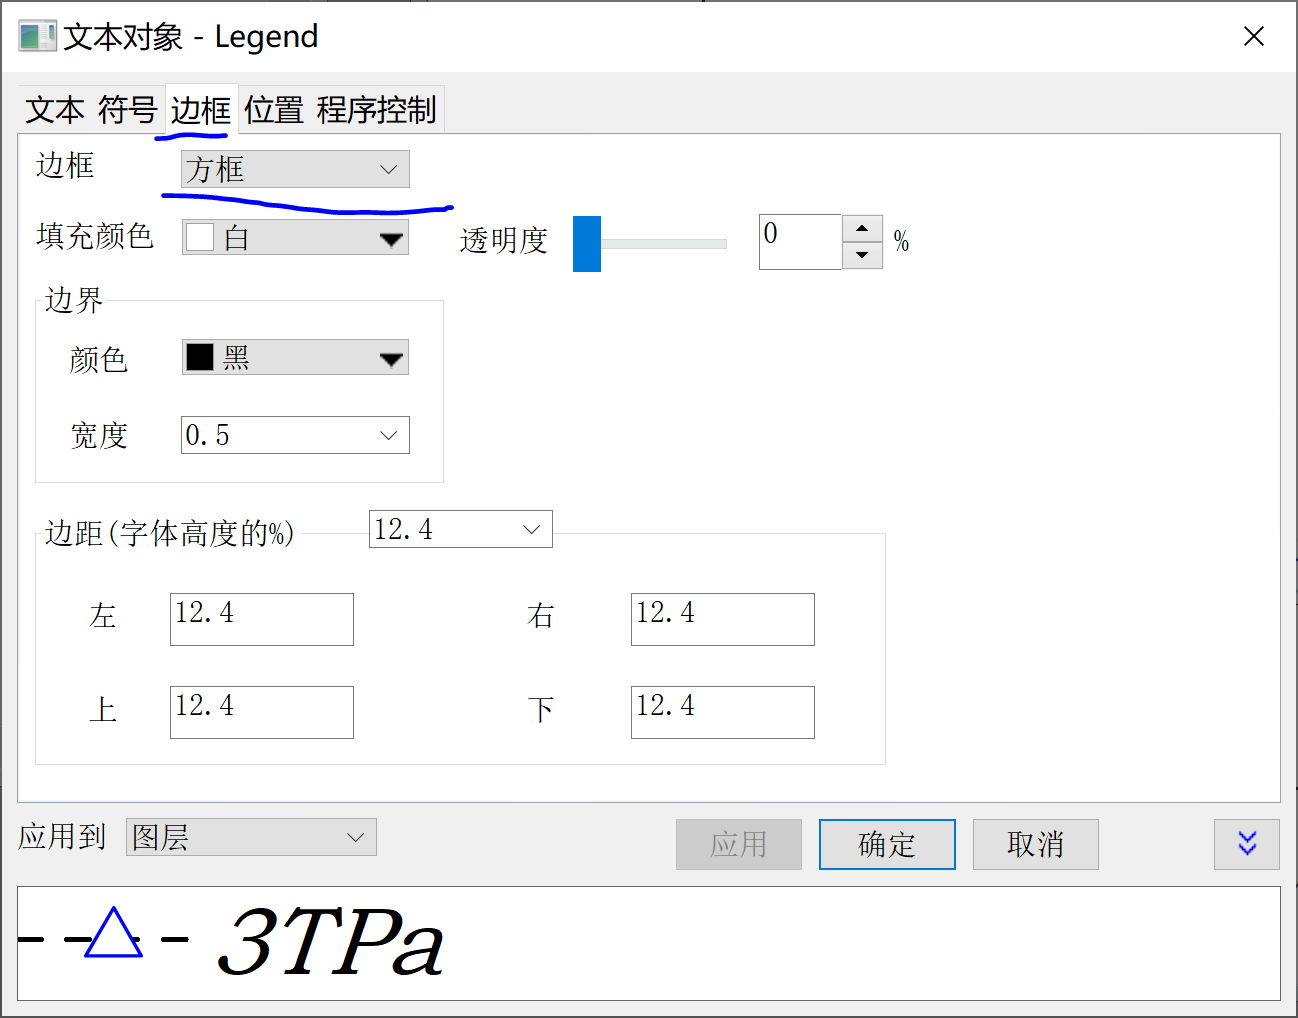 文本对象 - Legend
文本 符号 边框 位置 程序控制
边框 方框
填充颜色 白 透明度 0 %
边界
颜色 黑
宽度 0.5
边距(字体高度的%) 12.4
左 12.4 右 12.4
上 12.4 下 12.4
应用到 图层 应用 确定 取消
3TPa